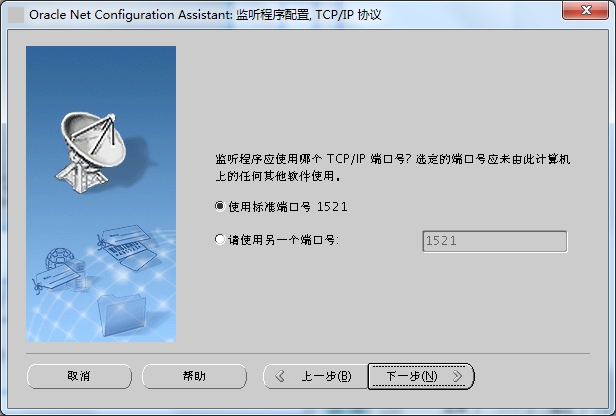 Oracle Net Configuration Assistant: 监听程序配置, TCP/IP 协议
监听程序应使用哪个 TCP/IP 端口号? 选定的端口号应未由此计算机
上的任何其他软件使用。
使用标准端口号 1521
请使用另一个端口号: 1521
取消 帮助 上一步(B) 下一步(N)